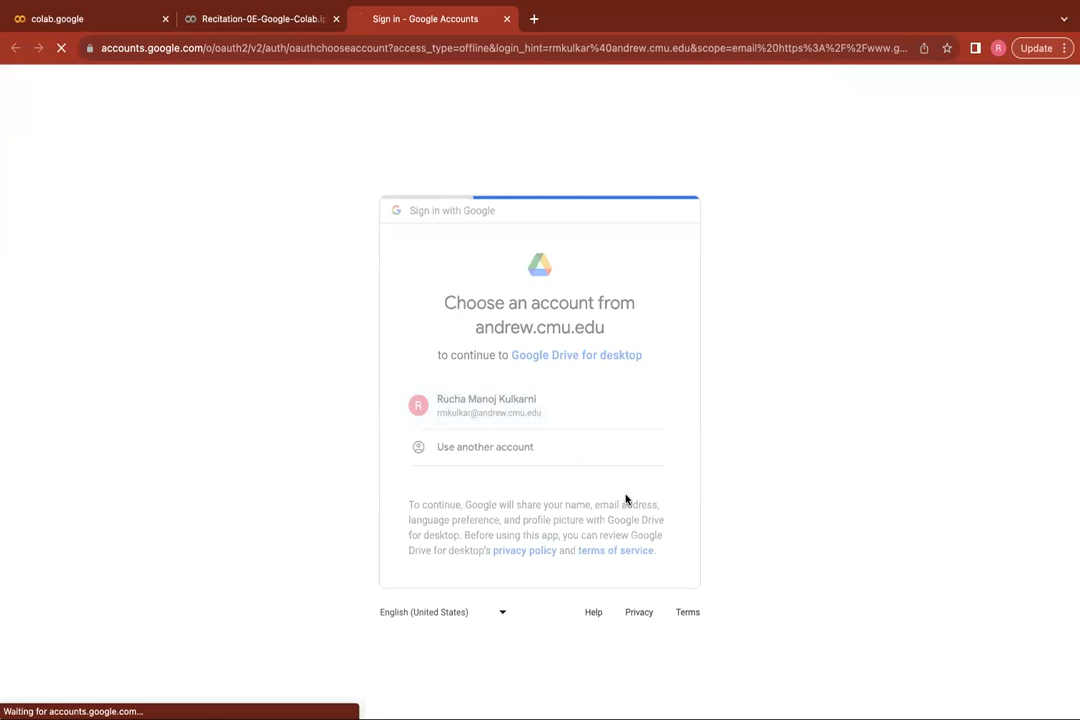 colab.google
Recitation-0E-Google-Colab.i
Sign in - Google Accounts
accounts.google.com/o/oauth2/v2/auth/oauthchooseaccount?access_type=offline&login_hint=rmkulkar%40andrew.cmu.edu&scope=email%20https%3A%2F%2Fwww.g...
R
Update
Sign in with Google
Choose an account from
andrew.cmu.edu
to continue to Google Drive for desktop
R
Rucha Manoj Kulkarni
rmkulkar@andrew.cmu.edu
Use another account
To continue, Google will share your name, email address,
language preference, and profile picture with Google Drive
for desktop. Before using this app, you can review Google
Drive for desktop's privacy policy and terms of service.
English (United States)
Help
Privacy
Terms
Waiting for accounts.google.com...